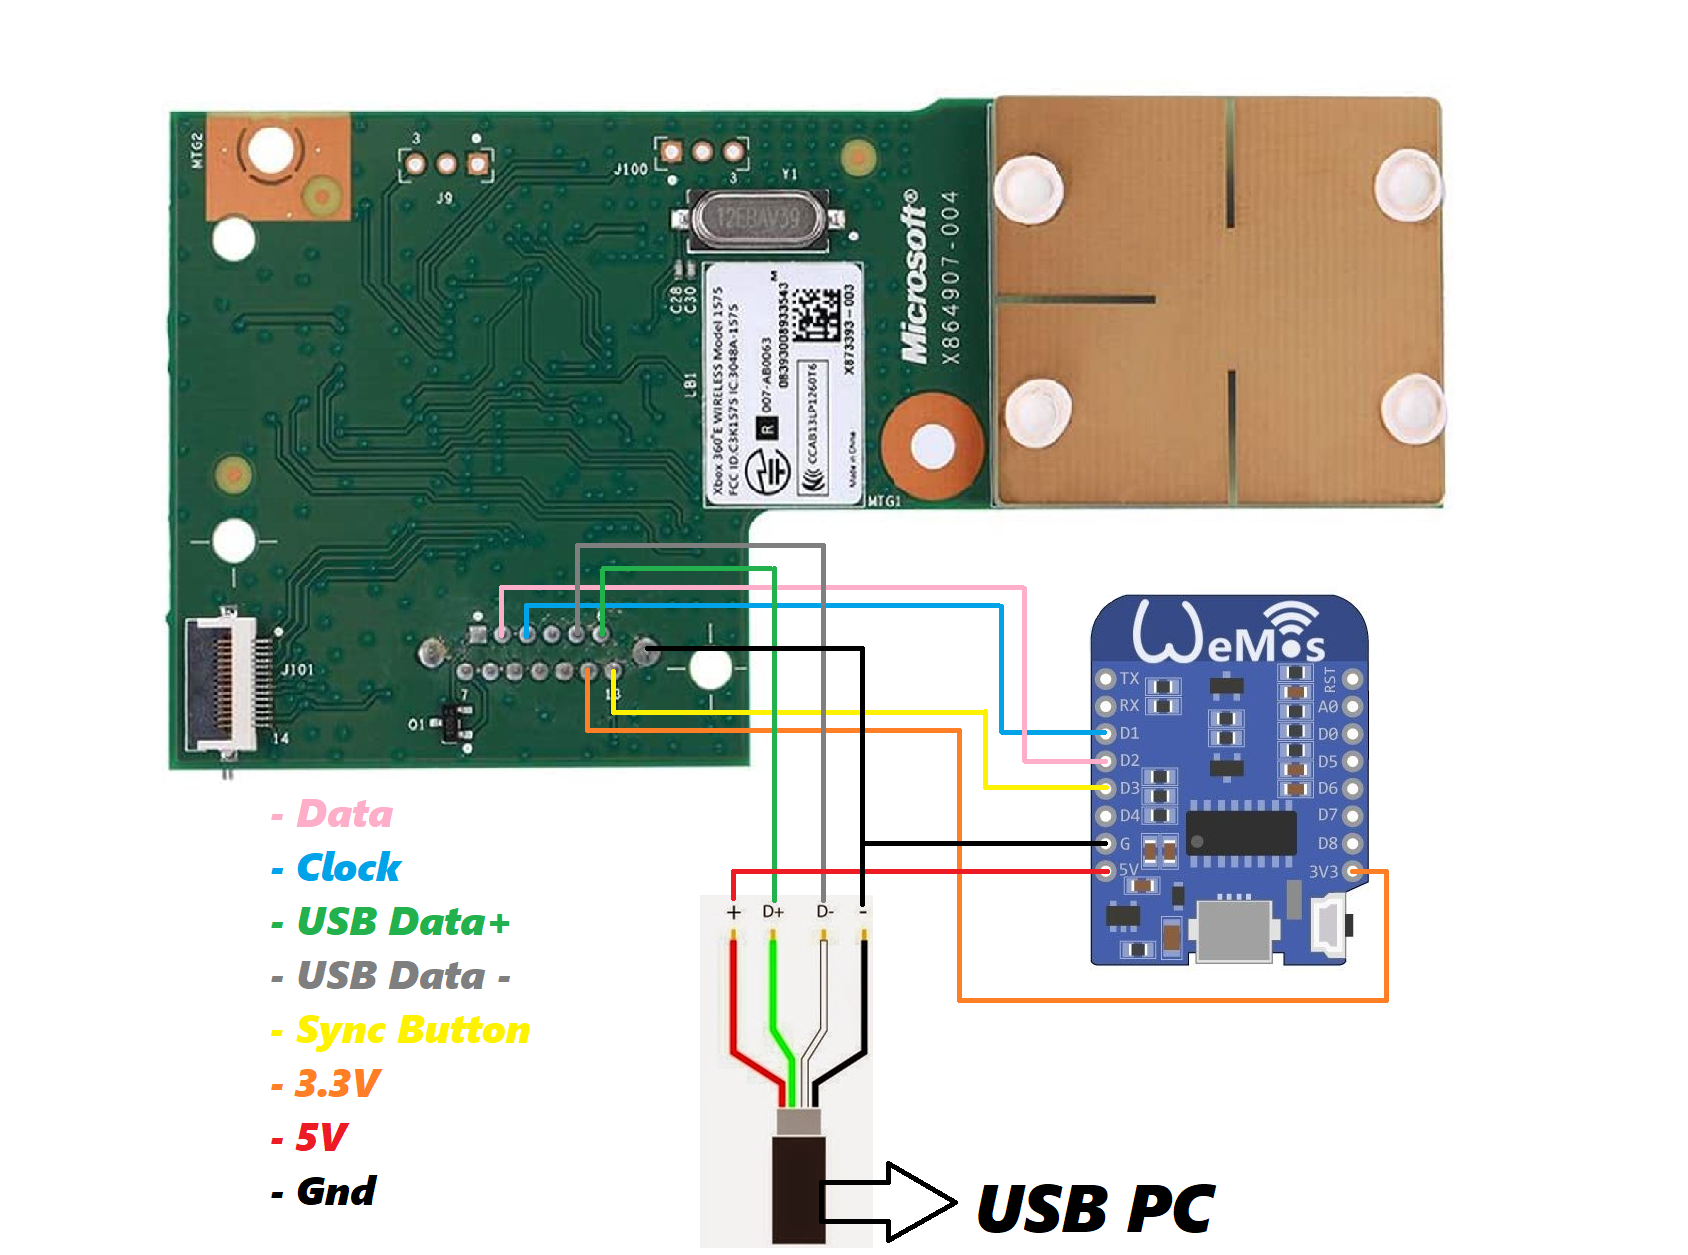 MTG2
3
J9
J100
3
Y1
12EBAV39
C28
C30
LB1
Xbox 360°E WIRELESS Model 1575
FCC ID:C3K1575 IC:3048A-1575
R 007-AB0063
083930008933543
M
CCAB13LP1260T6
X873393-003
Made in China
Microsoft®
X864907-004
MTG1
J101
14
7
13
Q1
WeMos
TX
RX
D1
D2
D3
D4
G
5V
RST
A0
D0
D5
D6
D7
D8
3V3
- Data
- Clock
- USB Data+
- USB Data -
- Sync Button
- 3.3V
- 5V
- Gnd
+ D+ D- -
USB PC